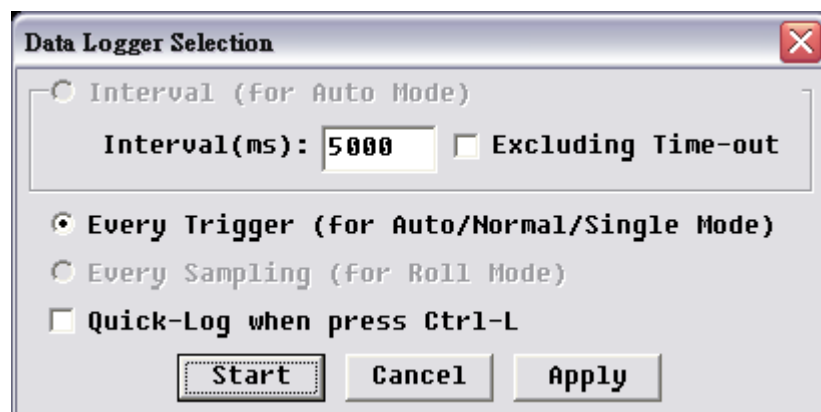 Data Logger Selection
Interval (for Auto Mode)
Interval(ms): 5000 Excluding Time-out
Every Trigger (for Auto/Normal/Single Mode)
Every Sampling (for Roll Mode)
Quick-Log when press Ctrl-L
Start Cancel Apply